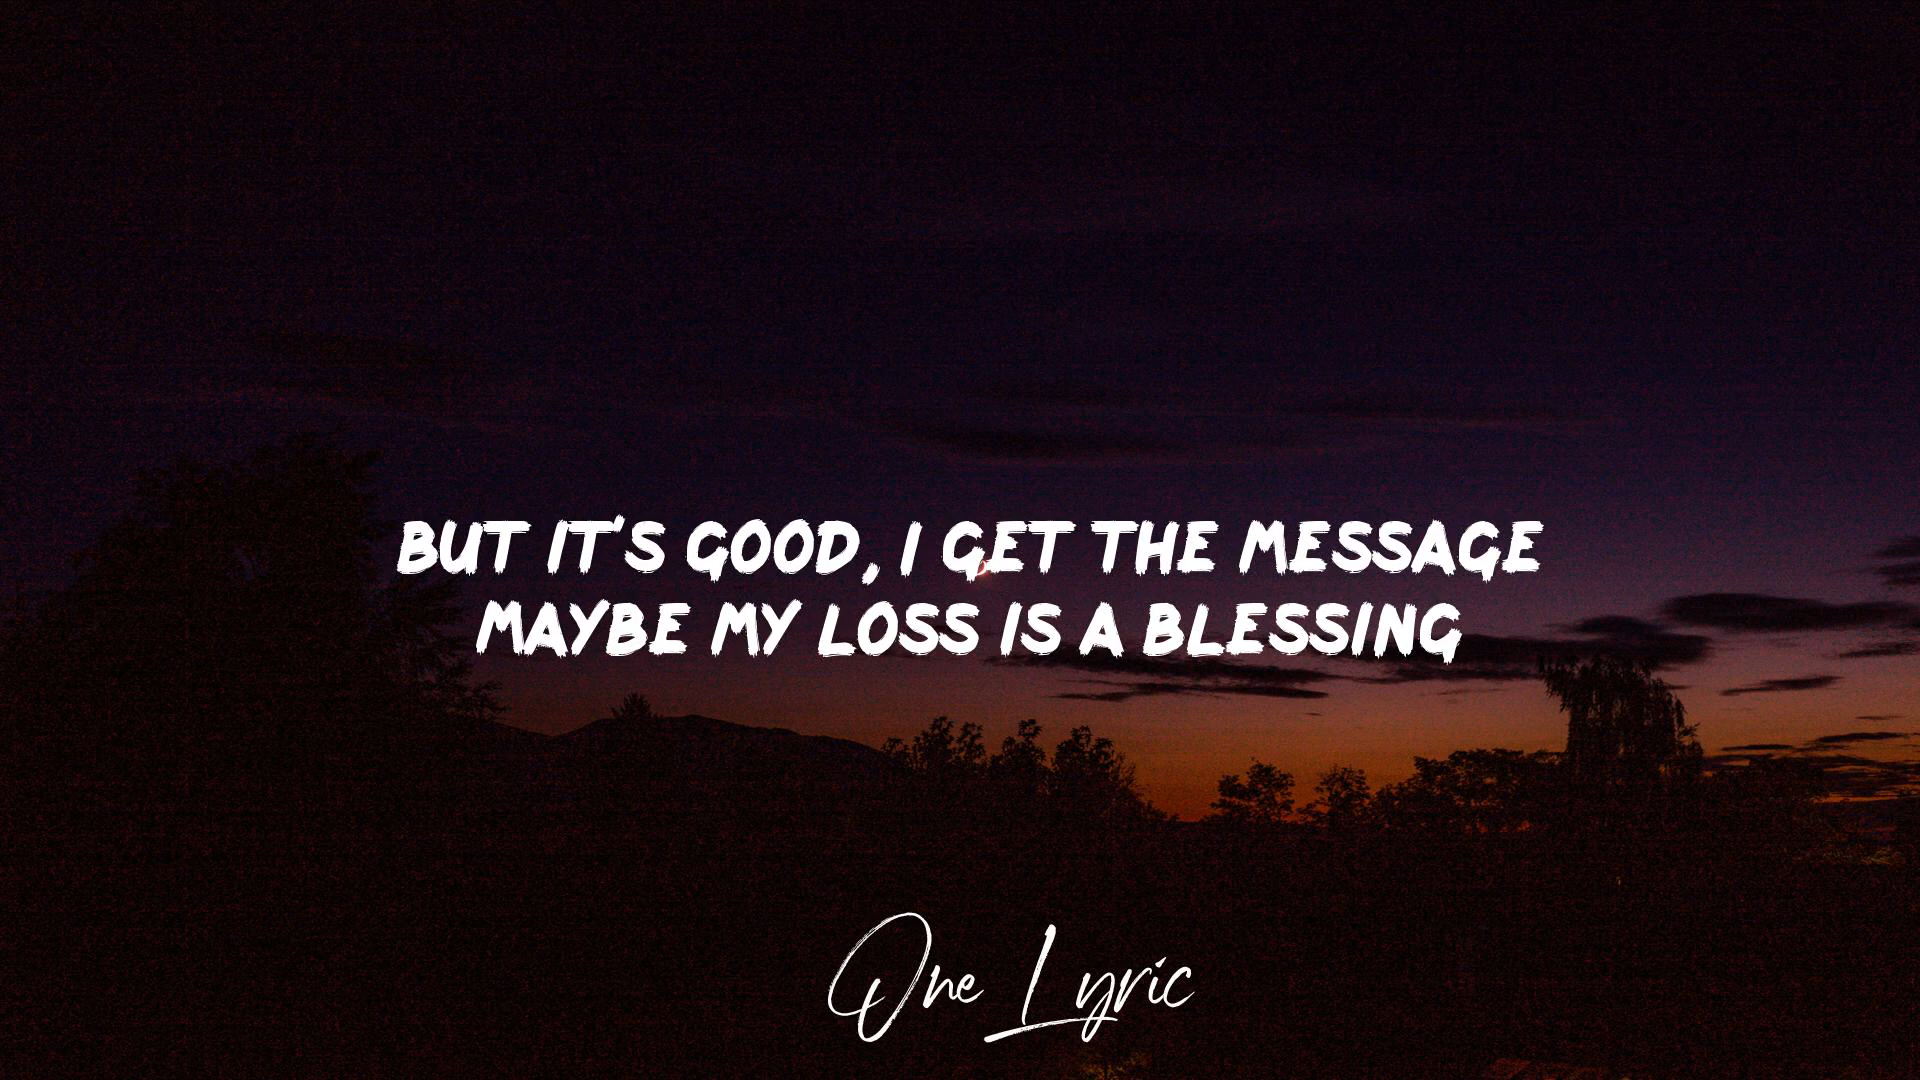 BUT IT'S GOOD, I GET THE MESSAGE
MAYBE MY LOSS IS A BLESSING
One Lyric